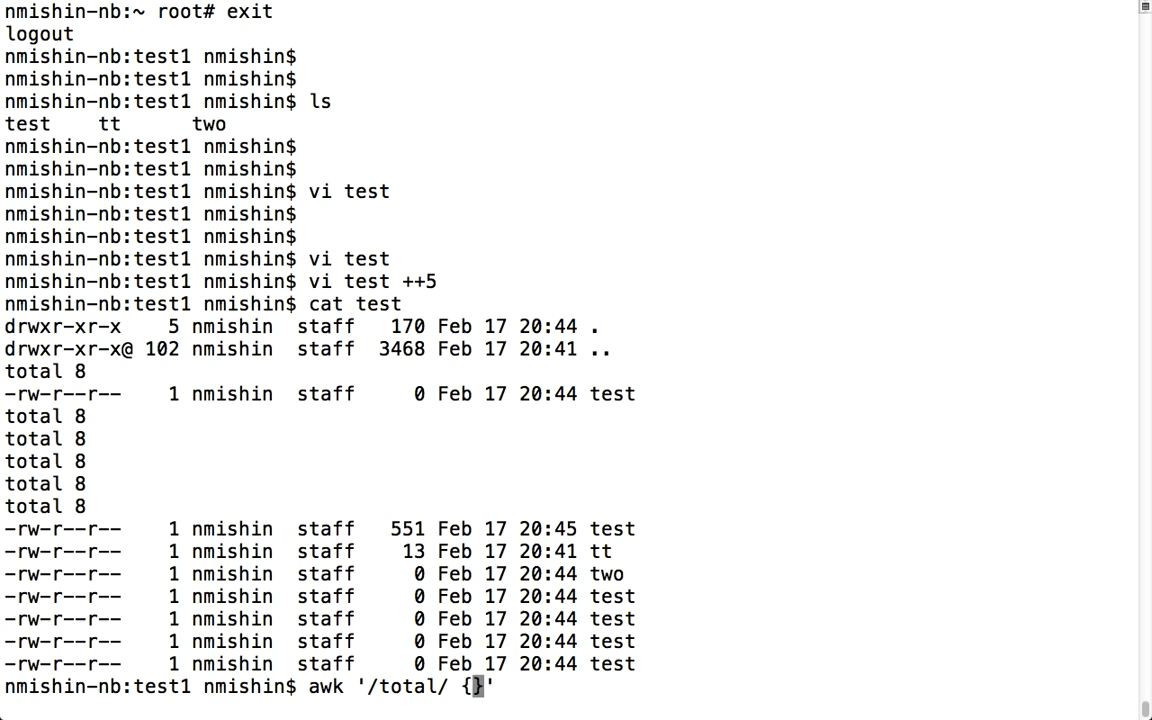 nmishin-nb:~ root# exit
logout
nmishin-nb:test1 nmishin$
nmishin-nb:test1 nmishin$
nmishin-nb:test1 nmishin$ ls
test    tt      two
nmishin-nb:test1 nmishin$
nmishin-nb:test1 nmishin$
nmishin-nb:test1 nmishin$ vi test
nmishin-nb:test1 nmishin$
nmishin-nb:test1 nmishin$
nmishin-nb:test1 nmishin$ vi test
nmishin-nb:test1 nmishin$ vi test ++5
nmishin-nb:test1 nmishin$ cat test
drwxr-xr-x    5 nmishin  staff   170 Feb 17 20:44 .
drwxr-xr-x@ 102 nmishin  staff  3468 Feb 17 20:41 ..
total 8
-rw-r--r--    1 nmishin  staff     0 Feb 17 20:44 test
total 8
total 8
total 8
total 8
total 8
-rw-r--r--    1 nmishin  staff   551 Feb 17 20:45 test
-rw-r--r--    1 nmishin  staff    13 Feb 17 20:41 tt
-rw-r--r--    1 nmishin  staff     0 Feb 17 20:44 two
-rw-r--r--    1 nmishin  staff     0 Feb 17 20:44 test
-rw-r--r--    1 nmishin  staff     0 Feb 17 20:44 test
-rw-r--r--    1 nmishin  staff     0 Feb 17 20:44 test
-rw-r--r--    1 nmishin  staff     0 Feb 17 20:44 test
nmishin-nb:test1 nmishin$ awk '/total/ {}'